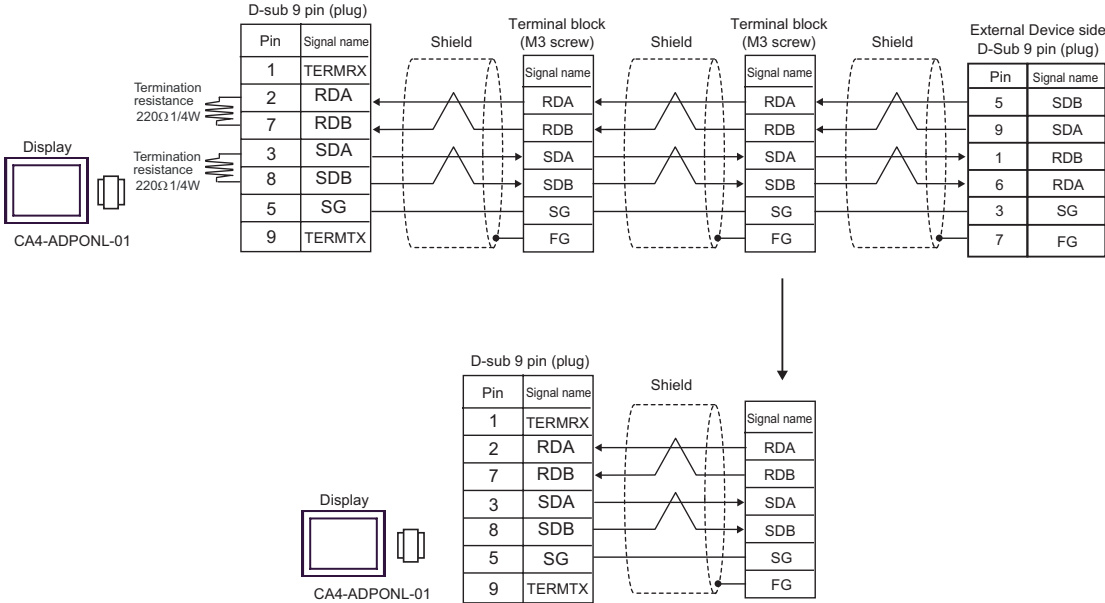 D-sub 9 pin (plug)
Pin Signal name
1 TERMRX
2 RDA
7 RDB
3 SDA
8 SDB
5 SG
9 TERMTX
Termination
resistance
220Ω 1/4W
Termination
resistance
220Ω 1/4W
Display
CA4-ADPONL-01
Shield
Terminal block
(M3 screw)
Signal name
RDA
RDB
SDA
SDB
SG
FG
Shield
Terminal block
(M3 screw)
Signal name
RDA
RDB
SDA
SDB
SG
FG
Shield
External Device side
D-Sub 9 pin (plug)
Pin Signal name
5 SDB
9 SDA
1 RDB
6 RDA
3 SG
7 FG
D-sub 9 pin (plug)
Pin Signal name
1 TERMRX
2 RDA
7 RDB
3 SDA
8 SDB
5 SG
9 TERMTX
Display
CA4-ADPONL-01
Shield
Signal name
RDA
RDB
SDA
SDB
SG
FG